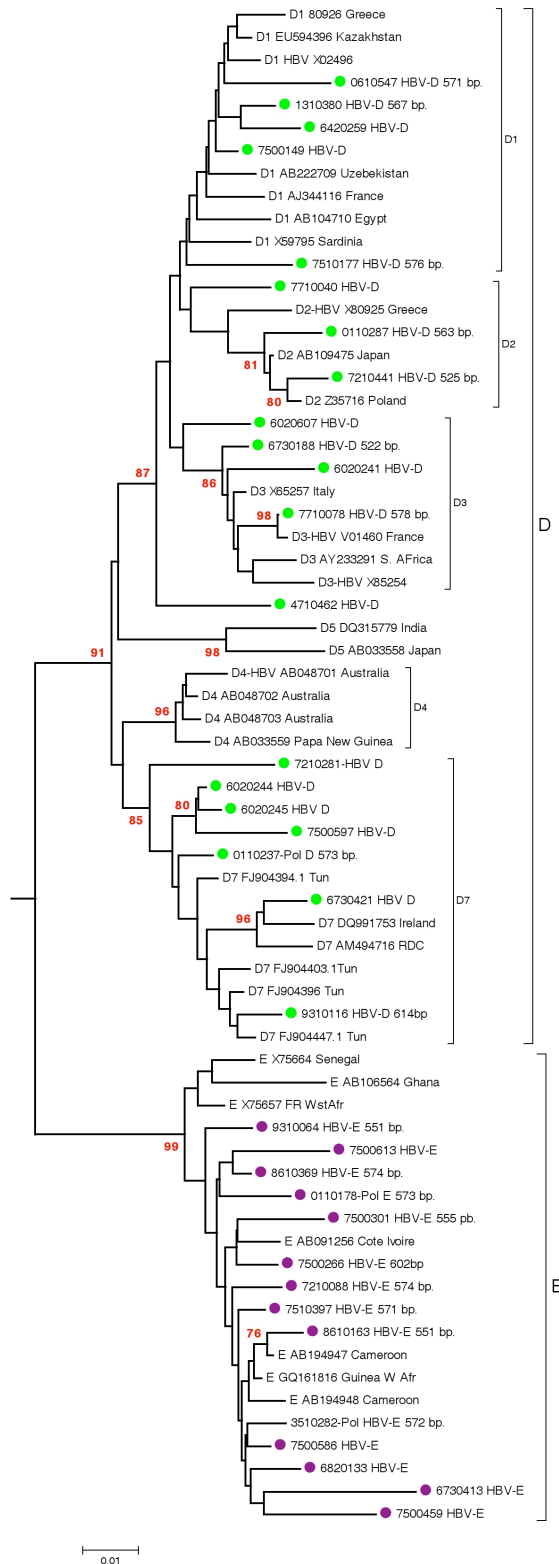 D1 80926 Greece
D1 EU594396 Kazakhstan
D1 HBV X02496
0610547 HBV-D 571 bp.
1310380 HBV-D 567 bp.
6420259 HBV-D
D1
7500149 HBV-D
D1 AB222709 Uzebekistan
D1 AJ344116 France
D1 AB104710 Egypt
D1 X59795 Sardinia
7510177 HBV-D 576 bp.
7710040 HBV-D
D2-HBV X80925 Greece
0110287 HBV-D 563 bp.
D2
D2 AB109475 Japan
81
7210441 HBV-D 525 bp.
80
D2 Z35716 Poland
6020607 HBV-D
6730188 HBV-D 522 bp.
87
6020241 HBV-D
86
D3 X65257 Italy
D3
98
7710078 HBV-D 578 bp.
D
D3-HBV V01460 France
D3 AY233291 S. AFrica
D3-HBV X85254
4710462 HBV-D
D5 DQ315779 India
91
98
D5 AB033558 Japan
D4-HBV AB048701 Australia
D4 AB048702 Australia
D4
96
D4 AB048703 Australia
D4 AB033559 Papa New Guinea
7210281-HBV D
6020244 HBV-D
80
6020245 HBV D
85
7500597 HBV-D
0110237-Pol D 573 bp.
D7 FJ904394.1 Tun
6730421 HBV D
D7
96
D7 DQ991753 Ireland
D7 AM494716 RDC
D7 FJ904403.1Tun
D7 FJ904396 Tun
9310116 HBV-D 614bp
D7 FJ904447.1 Tun
E X75664 Senegal
E AB106564 Ghana
E X75657 FR WstAfr
9310064 HBV-E 551 bp.
99
7500613 HBV-E
8610369 HBV-E 574 bp.
0110178-Pol E 573 bp.
7500301 HBV-E 555 pb.
E AB091256 Cote Ivoire
7500266 HBV-E 602bp
E
7210088 HBV-E 574 bp.
7510397 HBV-E 571 bp.
76
8610163 HBV-E 551 bp.
E AB194947 Cameroon
E GQ161816 Guinea W Afr
E AB194948 Cameroon
3510282-Pol HBV-E 572 bp.
7500586 HBV-E
6820133 HBV-E
6730413 HBV-E
7500459 HBV-E
0.01